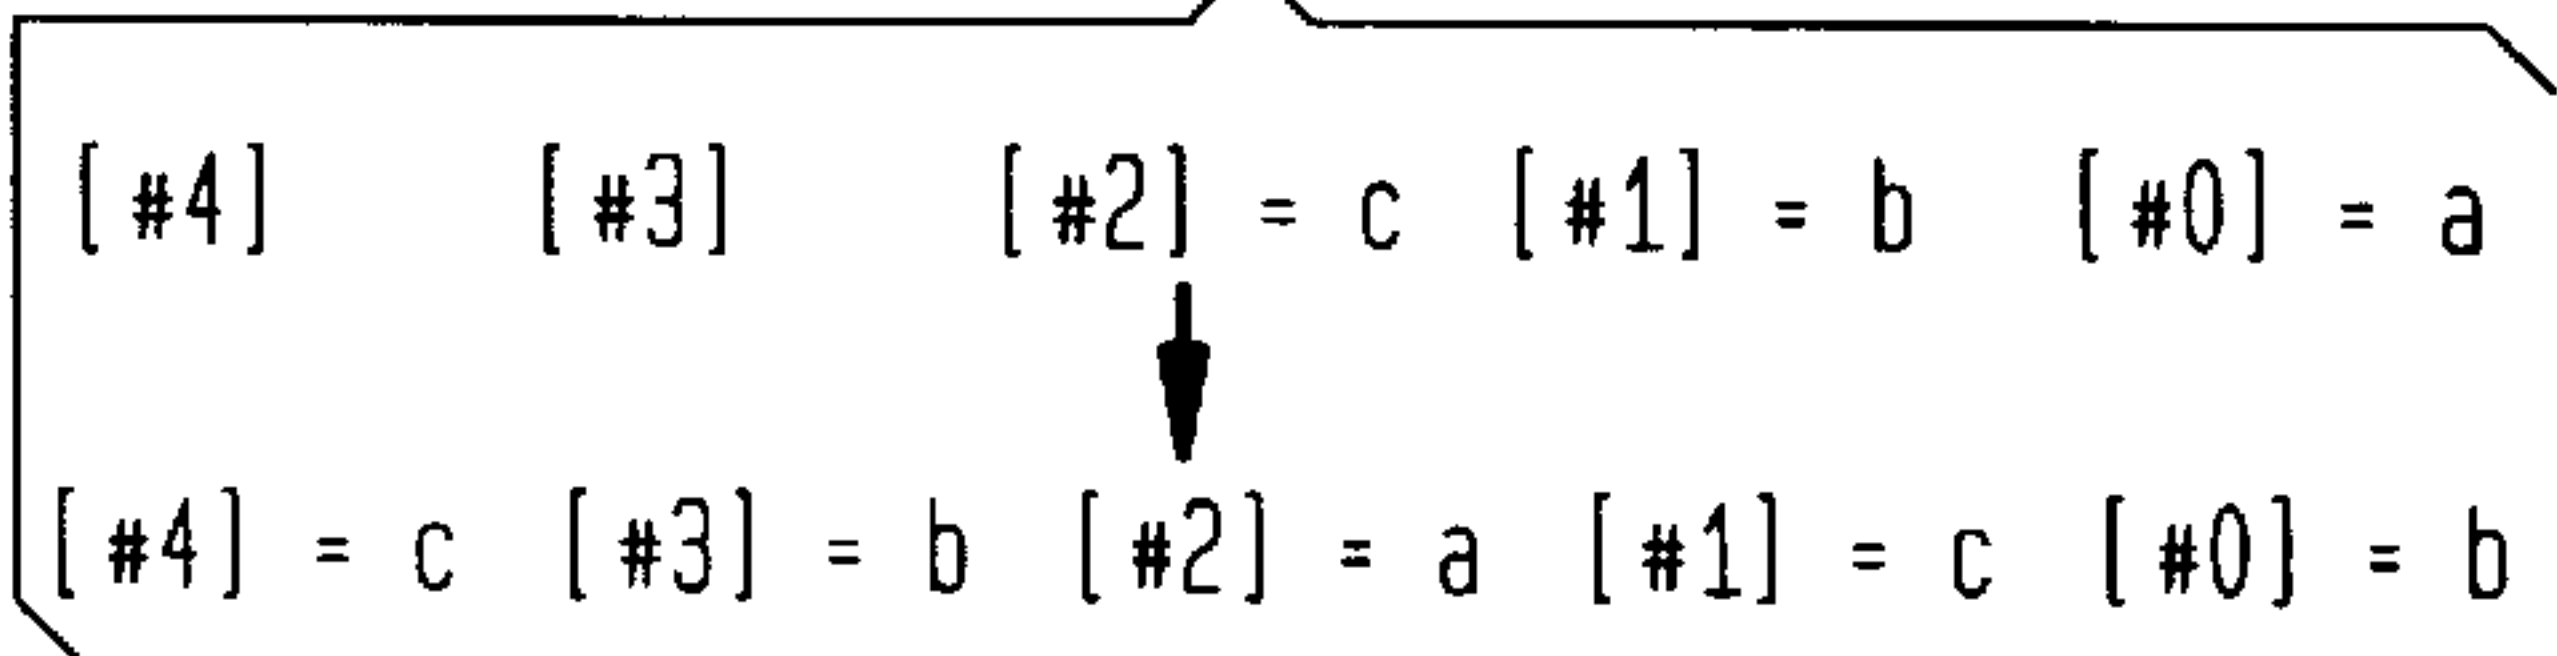 [#4] [#3] [#2] = c [#1] = b [#0] = a
[#4] = c [#3] = b [#2] = a [#1] = c [#0] = b